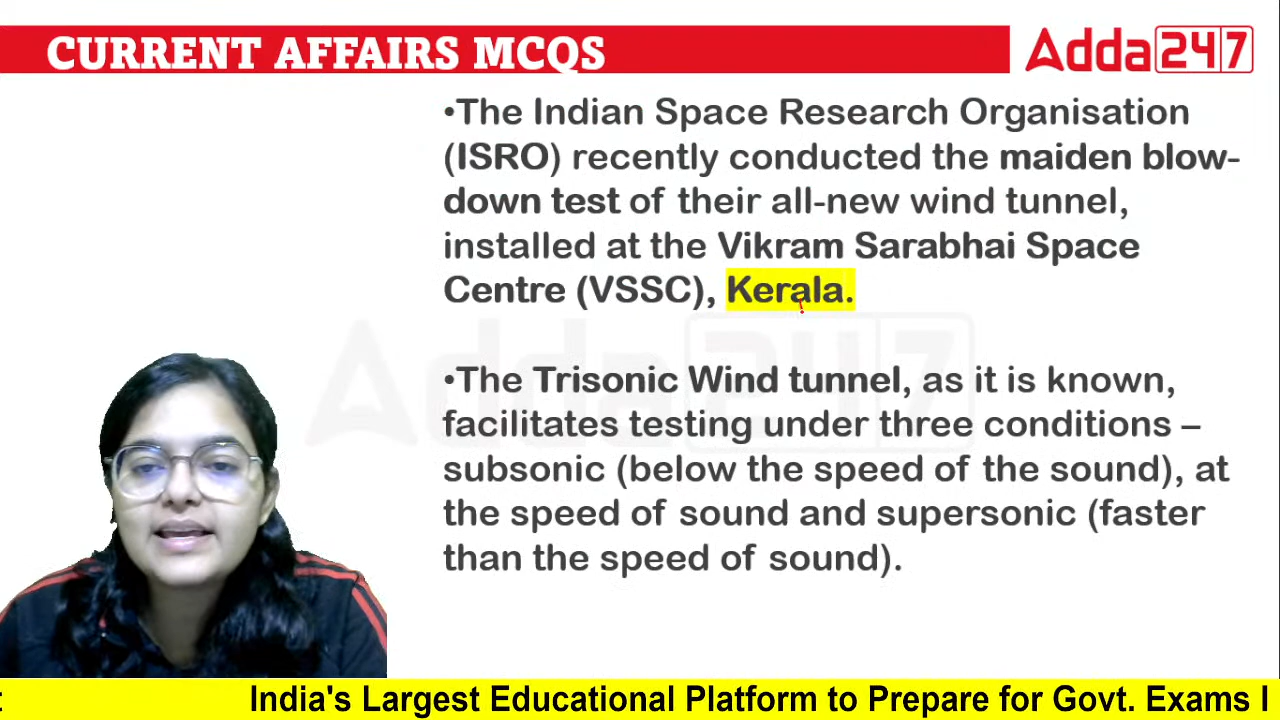 CURRENT AFFAIRS MCQS
Adda247
•The Indian Space Research Organisation
(ISRO) recently conducted the maiden blow-
down test of their all-new wind tunnel,
installed at the Vikram Sarabhai Space
Centre (VSSC), Kerala.
Adda247
•The Trisonic Wind tunnel, as it is known,
facilitates testing under three conditions –
subsonic (below the speed of the sound), at
the speed of sound and supersonic (faster
than the speed of sound).
India's Largest Educational Platform to Prepare for Govt. Exams I